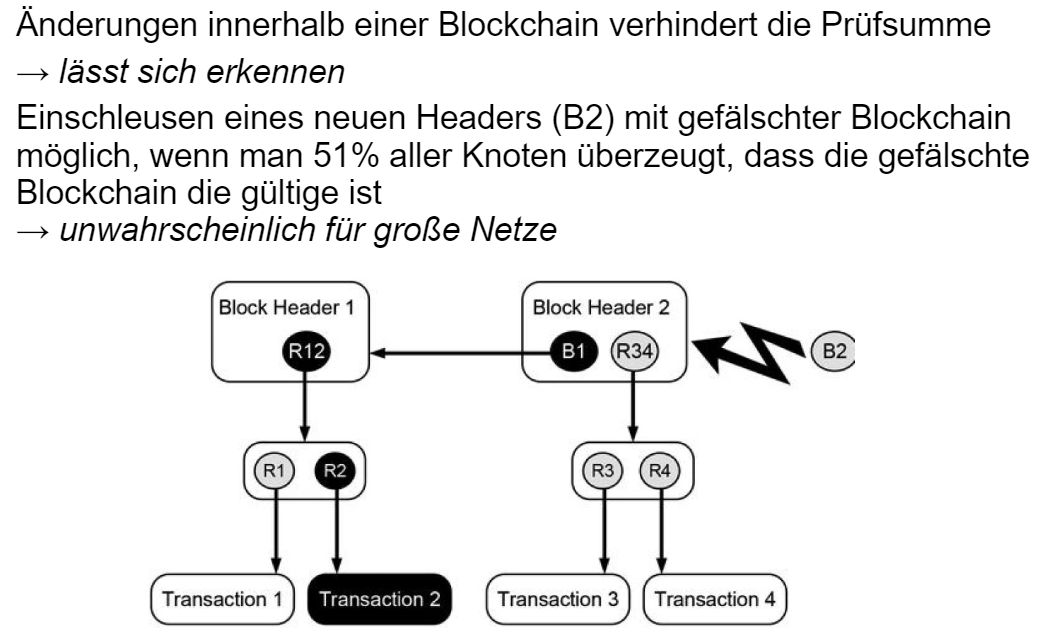 Änderungen innerhalb einer Blockchain verhindert die Prüfsumme
→ lässt sich erkennen
Einschleusen eines neuen Headers (B2) mit gefälschter Blockchain
möglich, wenn man 51% aller Knoten überzeugt, dass die gefälschte
Blockchain die gültige ist
→ unwahrscheinlich für große Netze
Block Header 1
Block Header 2
R12
B1
R34
B2
R1
R2
R3
R4
Transaction 1
Transaction 2
Transaction 3
Transaction 4